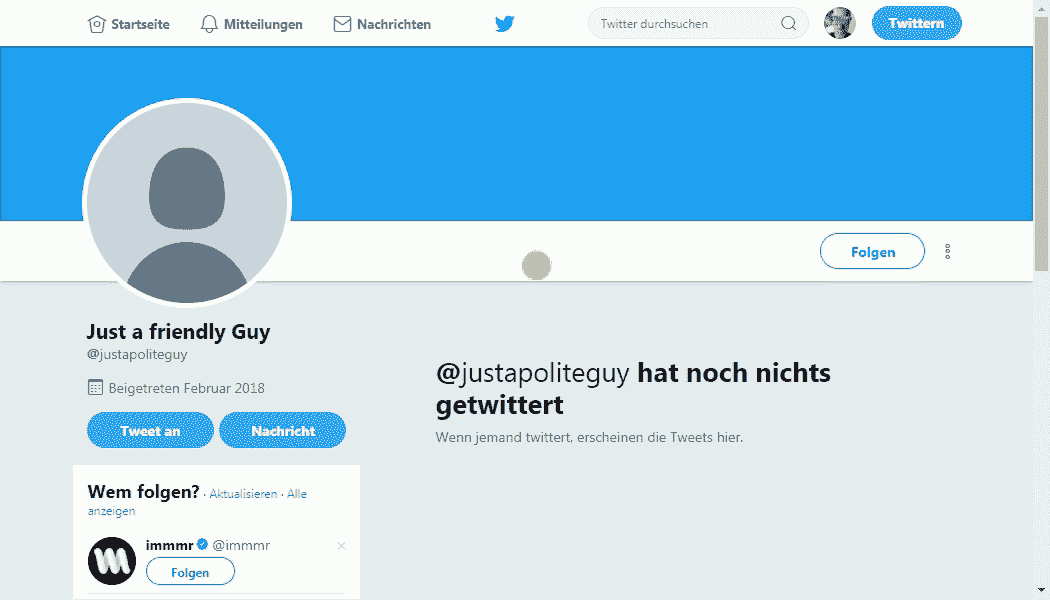 Startseite Mitteilungen Nachrichten Twitter durchsuchen Twittern
Folgen
Just a friendly Guy
@justapoliteguy
Beigetreten Februar 2018
Tweet an Nachricht
@justapoliteguy hat noch nichts
getwittert
Wenn jemand twittert, erscheinen die Tweets hier.
Wem folgen? · Aktualisieren · Alle
anzeigen
immmr @immmr
Folgen